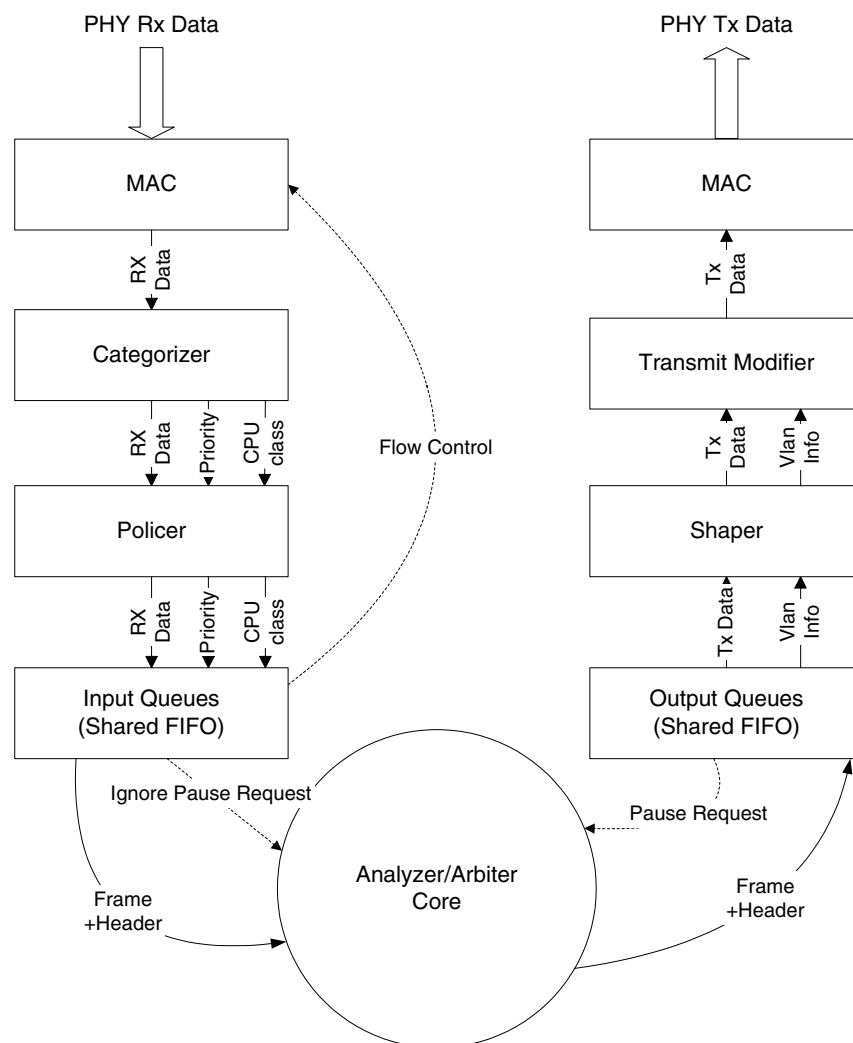 PHY Rx Data
MAC
RX
Data
Categorizer
RX
Data
Priority
CPU
class
Policer
RX
Data
Priority
CPU
class
Input Queues
(Shared FIFO)
Flow Control
Ignore Pause Request
Frame
+Header
Analyzer/Arbiter
Core
PHY Tx Data
MAC
Tx
Data
Transmit Modifier
Tx
Data
Vlan
Info
Shaper
Tx Data
Vlan
Info
Output Queues
(Shared FIFO)
Pause Request
Frame
+Header